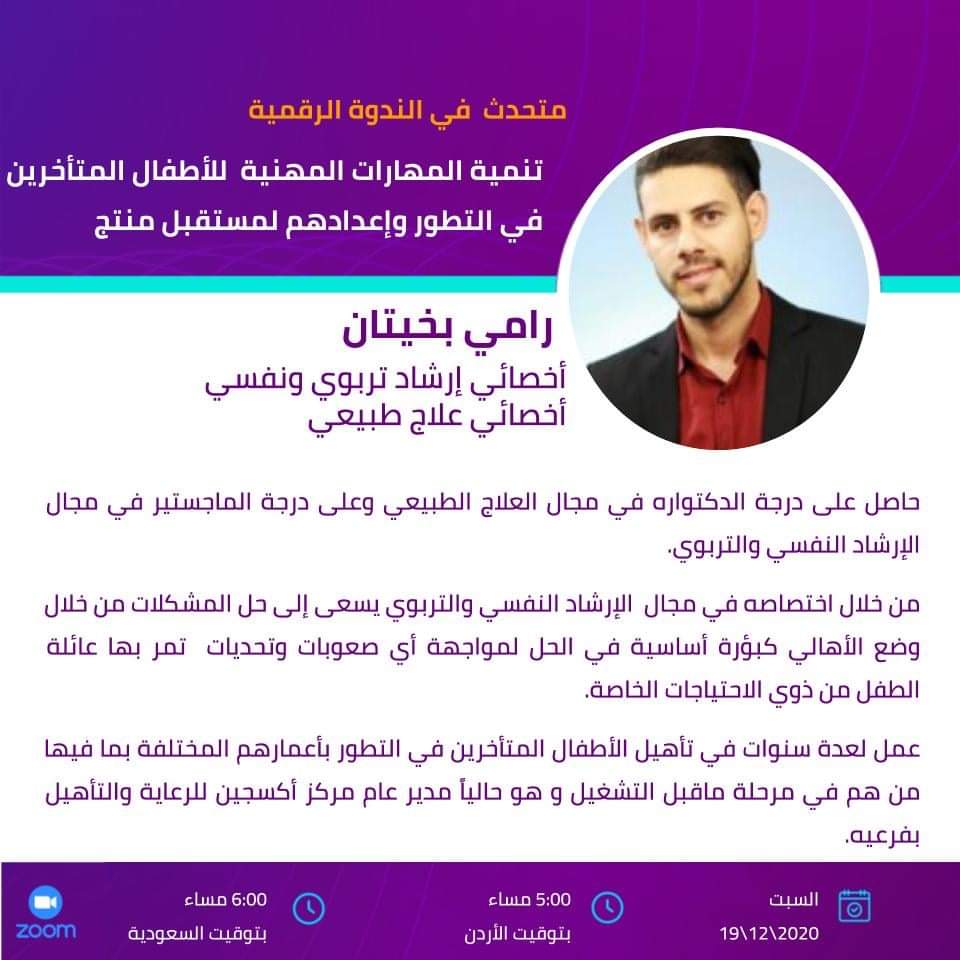 متحدث في الندوة الرقمية
تنمية المهارات المهنية للأطفال المتأخرين
في التطور وإعدادهم لمستقبل منتج
رامي بخيتان
أخصائي إرشاد تربوي ونفسي
أخصائي علاج طبيعي
حاصل على درجة الدكتواره في مجال العلاج الطبيعي وعلى درجة الماجستير في مجال
الإرشاد النفسي والتربوي.
من خلال اختصاصه في مجال الإرشاد النفسي والتربوي يسعى إلى حل المشكلات من خلال
وضع الأهالي كبؤرة أساسية في الحل لمواجهة أي صعوبات وتحديات تمر بها عائلة
الطفل من ذوي الاحتياجات الخاصة.
عمل لعدة سنوات في تأهيل الأطفال المتأخرين في التطور بأعمارهم المختلفة بما فيها
من هم في مرحلة ماقبل التشغيل و هو حالياً مدير عام مركز أكسجين للرعاية والتأهيل
بفرعيه.
السبت
19\12\2020
5:00 مساء
بتوقيت الأردن
6:00 مساء
بتوقيت السعودية
zoom